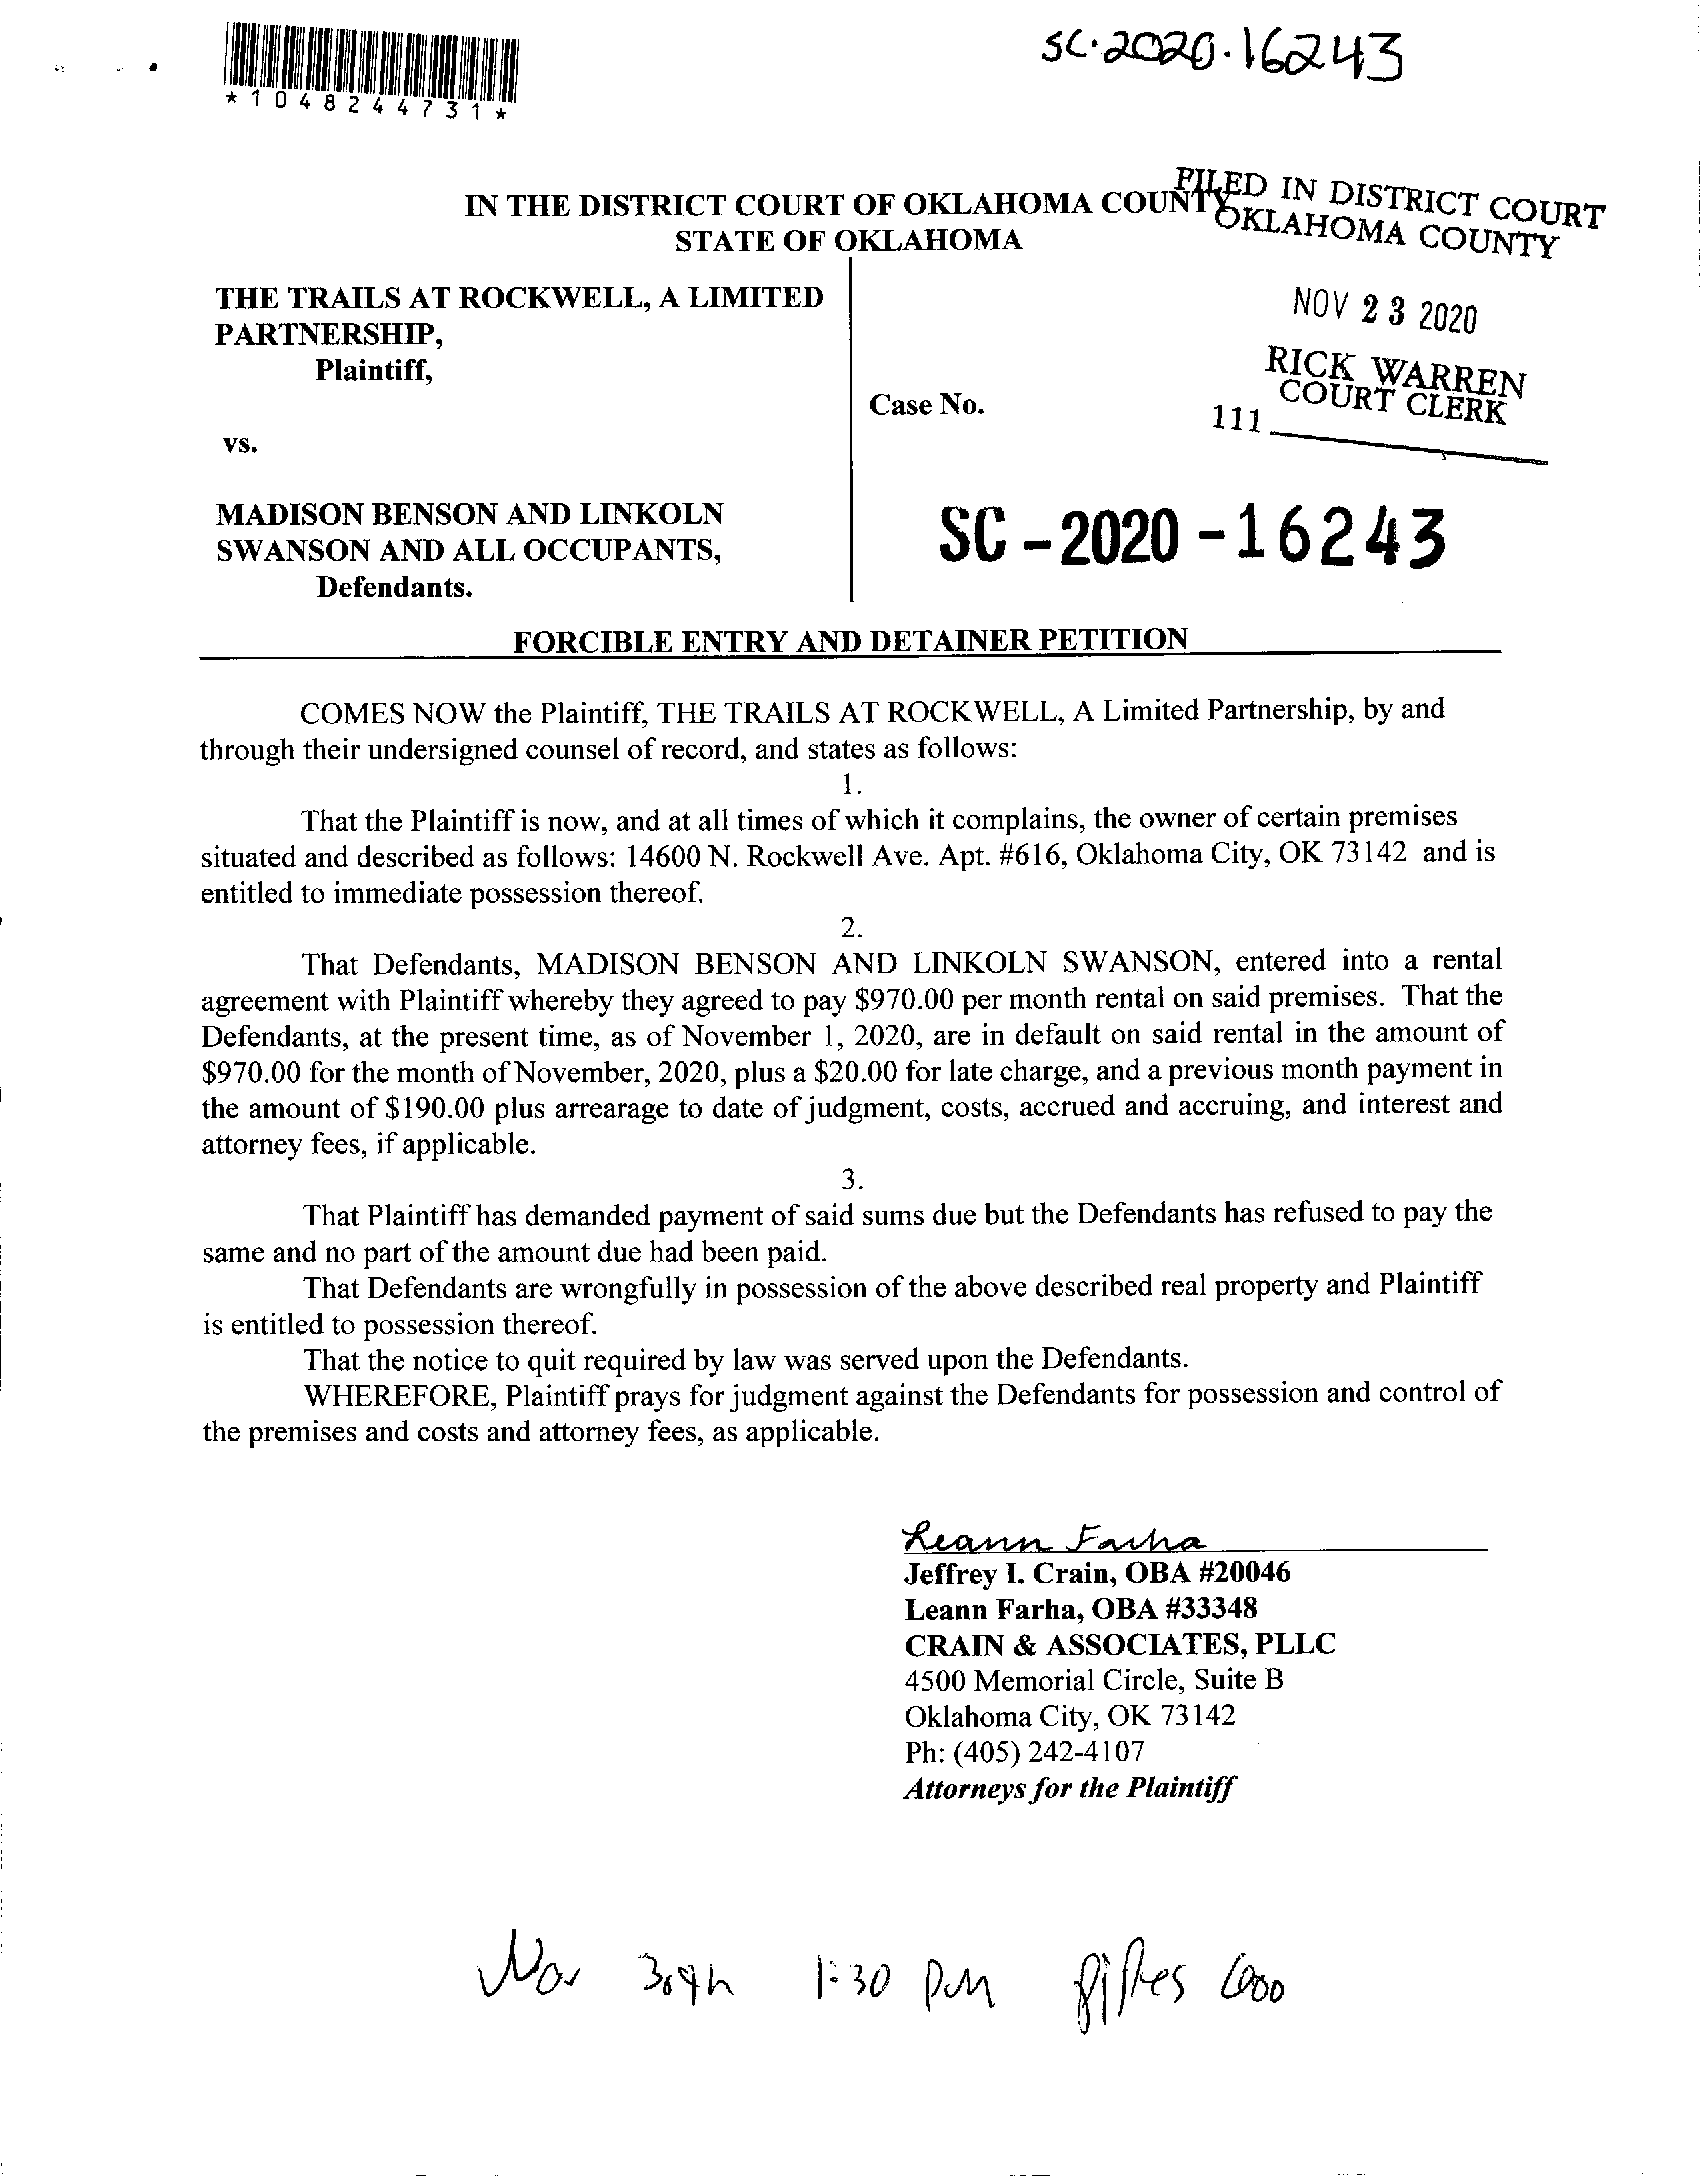 SC·2020·16243
*1048244731*
FILED IN DISTRICT COURT
OKLAHOMA COUNTY
IN THE DISTRICT COURT OF OKLAHOMA COUNTY
STATE OF OKLAHOMA
NOV 23 2020
RICK WARREN
COURT CLERK
111
THE TRAILS AT ROCKWELL, A LIMITED
PARTNERSHIP,
Plaintiff,
Case No.
vs.
SC-2020-16243
MADISON BENSON AND LINKOLN
SWANSON AND ALL OCCUPANTS,
Defendants.
FORCIBLE ENTRY AND DETAINER PETITION
COMES NOW the Plaintiff, THE TRAILS AT ROCKWELL, A Limited Partnership, by and
through their undersigned counsel of record, and states as follows:
1.
That the Plaintiff is now, and at all times of which it complains, the owner of certain premises
situated and described as follows: 14600 N. Rockwell Ave. Apt. #616, Oklahoma City, OK 73142 and is
entitled to immediate possession thereof.
2.
That Defendants, MADISON BENSON AND LINKOLN SWANSON, entered into a rental
agreement with Plaintiff whereby they agreed to pay $970.00 per month rental on said premises. That the
Defendants, at the present time, as of November 1, 2020, are in default on said rental in the amount of
$970.00 for the month of November, 2020, plus a $20.00 for late charge, and a previous month payment in
the amount of $190.00 plus arrearage to date of judgment, costs, accrued and accruing, and interest and
attorney fees, if applicable.
3.
That Plaintiff has demanded payment of said sums due but the Defendants has refused to pay the
same and no part of the amount due had been paid.
That Defendants are wrongfully in possession of the above described real property and Plaintiff
is entitled to possession thereof.
That the notice to quit required by law was served upon the Defendants.
WHEREFORE, Plaintiff prays for judgment against the Defendants for possession and control of
the premises and costs and attorney fees, as applicable.
Leann Farha
Jeffrey I. Crain, OBA #20046
Leann Farha, OBA #33348
CRAIN & ASSOCIATES, PLLC
4500 Memorial Circle, Suite B
Oklahoma City, OK 73142
Ph: (405) 242-4107
Attorneys for the Plaintiff
Nov 30th 1:30 PM